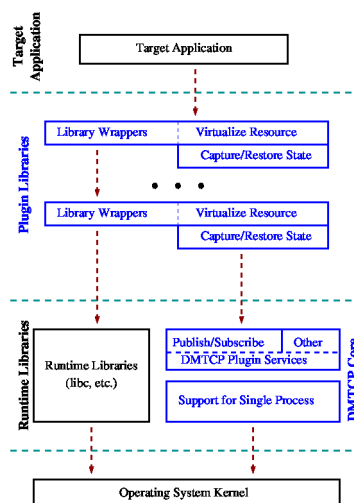 Target
Application
Target Application
Plugin Libraries
Library Wrappers
Virtualize Resource
Capture/Restore State
Library Wrappers
Virtualize Resource
Capture/Restore State
Runtime Libraries
Runtime Libraries
(libc, etc.)
Publish/Subscribe
Other
DMTCP Plugin Services
Support for Single Process
DMTCP Core
Operating System Kernel